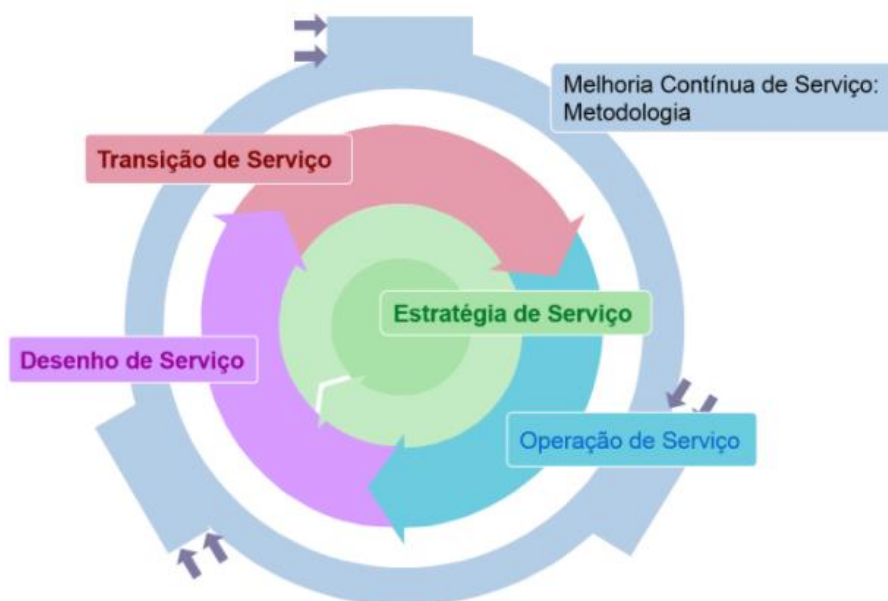 Melhoria Contínua de Serviço:
Metodologia
Transição de Serviço
Estratégia de Serviço
Desenho de Serviço
Operação de Serviço